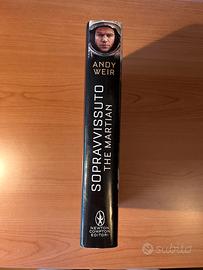 ANDY
WEIR
SOPRAVVISSUTO
THE MARTIAN
NEWTON
COMPTON
EDITORI
subito